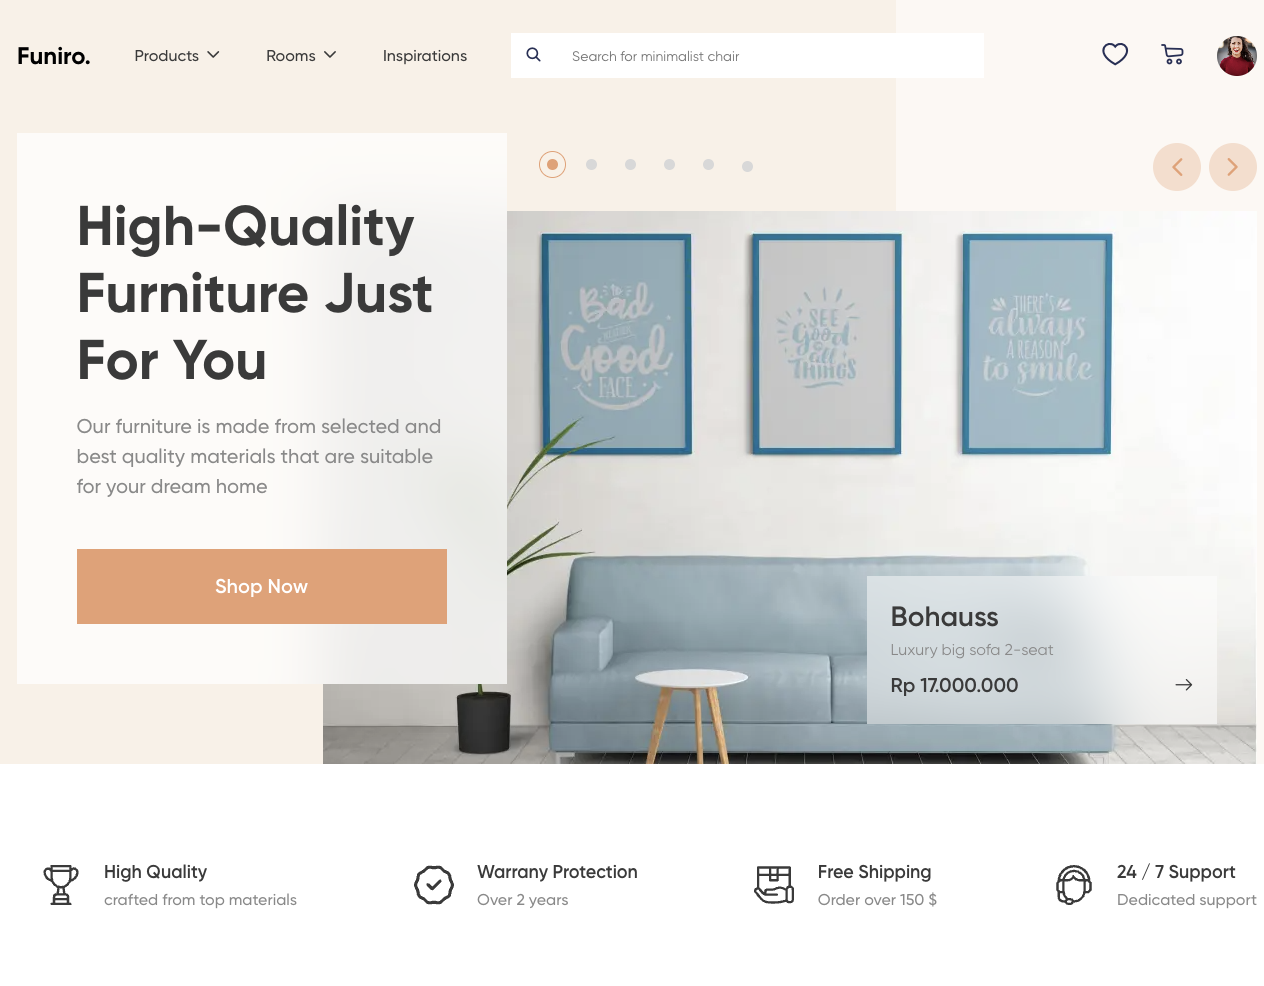 Funiro.
Products
Rooms
Inspirations
Search for minimalist chair
High-Quality
Furniture Just
For You
Our furniture is made from selected and
best quality materials that are suitable
for your dream home
Shop Now
Bad
Good
FACE
SEE
Good
in
all
THINGS
THERE'S
always
A REASON
to smile
Bohauss
Luxury big sofa 2-seat
Rp 17.000.000
High Quality
crafted from top materials
Warrany Protection
Over 2 years
Free Shipping
Order over 150 $
24 / 7 Support
Dedicated support